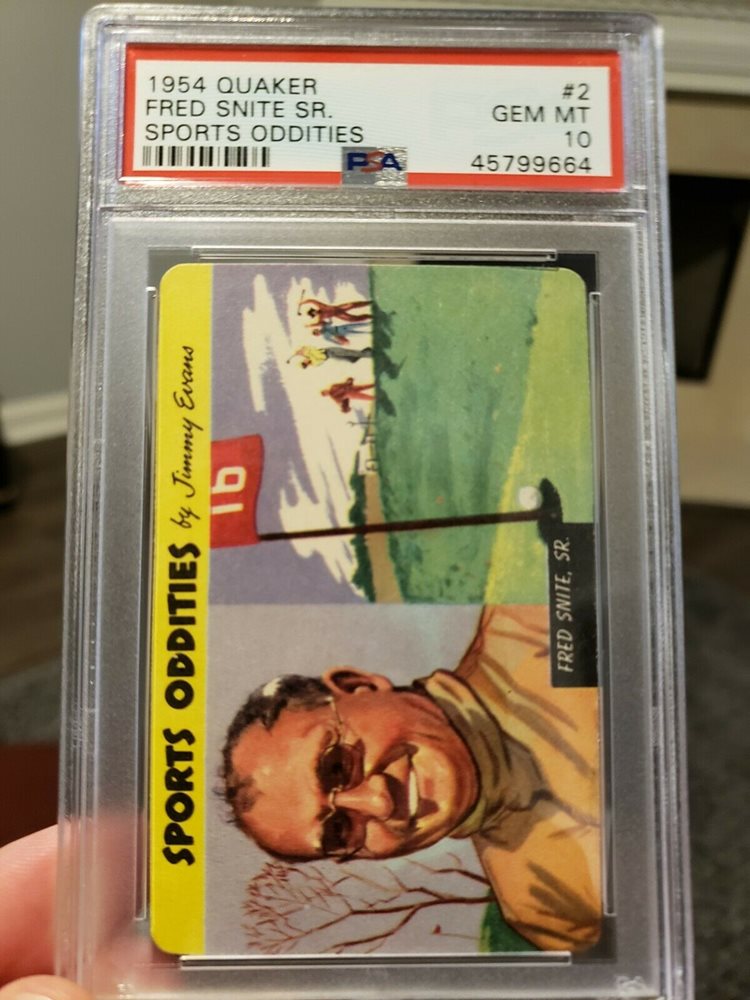 1954 QUAKER #2
FRED SNITE SR. GEM MT
SPORTS ODDITIES 10
PSA 45799664
SPORTS ODDITIES by Jimmy Evans
16
FRED SNITE, SR.